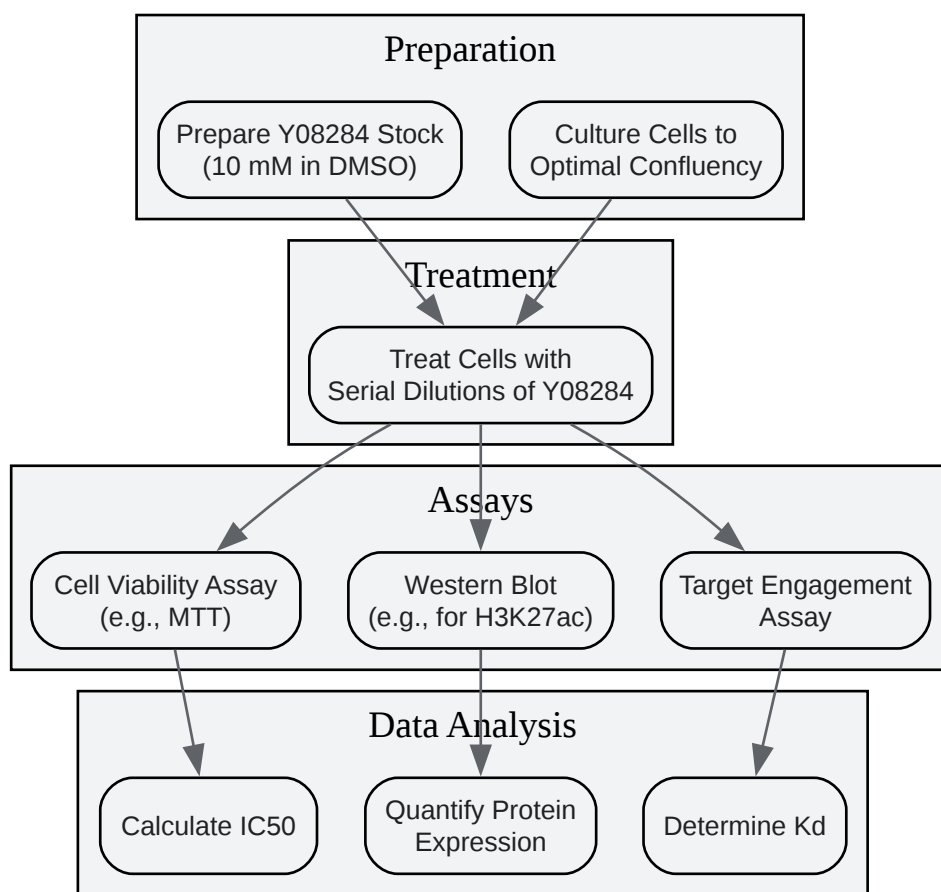 Preparation
Prepare Y08284 Stock
(10 mM in DMSO)
Culture Cells to
Optimal Confluency
Treatment
Treat Cells with
Serial Dilutions of Y08284
Assays
Cell Viability Assay
(e.g., MTT)
Western Blot
(e.g., for H3K27ac)
Target Engagement
Assay
Data Analysis
Calculate IC50
Quantify Protein
Expression
Determine Kd